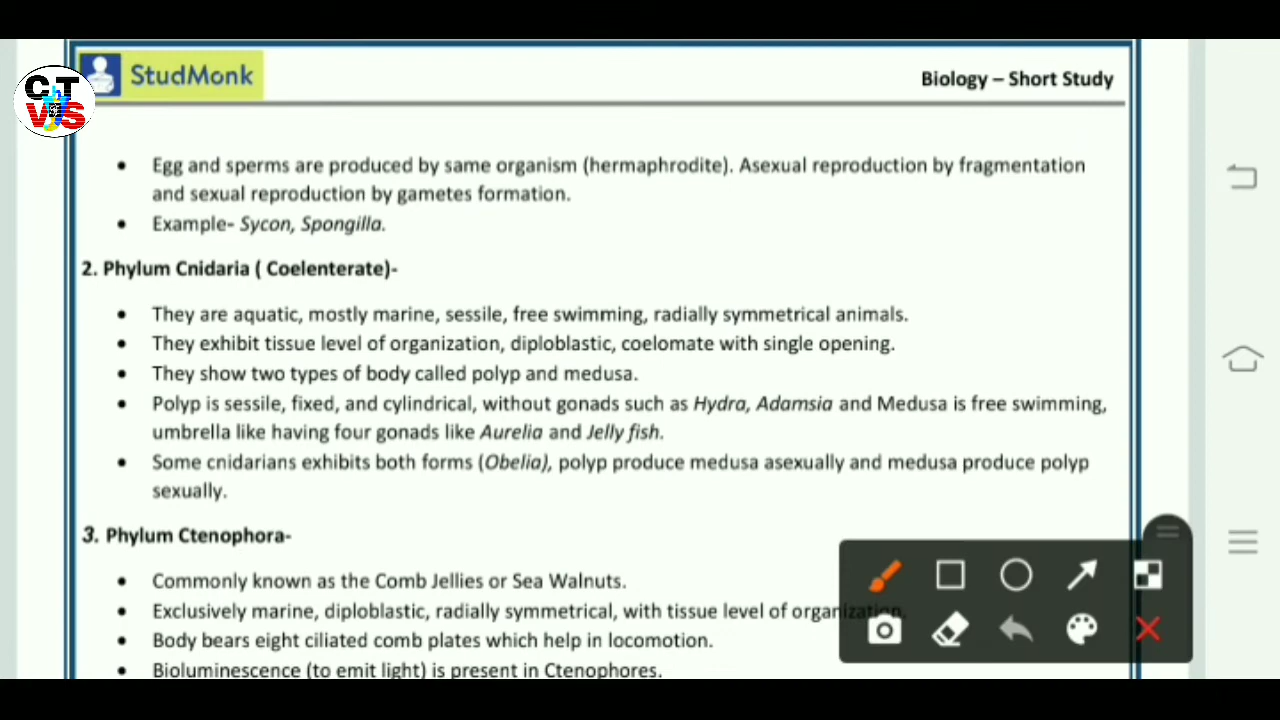 CT
VJS
StudMonk
Biology – Short Study
• Egg and sperms are produced by same organism (hermaphrodite). Asexual reproduction by fragmentation
and sexual reproduction by gametes formation.
• Example- Sycon, Spongilla.
2. Phylum Cnidaria ( Coelenterate)-
• They are aquatic, mostly marine, sessile, free swimming, radially symmetrical animals.
• They exhibit tissue level of organization, diploblastic, coelomate with single opening.
• They show two types of body called polyp and medusa.
• Polyp is sessile, fixed, and cylindrical, without gonads such as Hydra, Adamsia and Medusa is free swimming,
umbrella like having four gonads like Aurelia and Jelly fish.
• Some cnidarians exhibits both forms (Obelia), polyp produce medusa asexually and medusa produce polyp
sexually.
3. Phylum Ctenophora-
• Commonly known as the Comb Jellies or Sea Walnuts.
• Exclusively marine, diploblastic, radially symmetrical, with tissue level of organization.
• Body bears eight ciliated comb plates which help in locomotion.
• Bioluminescence (to emit light) is present in Ctenophores.